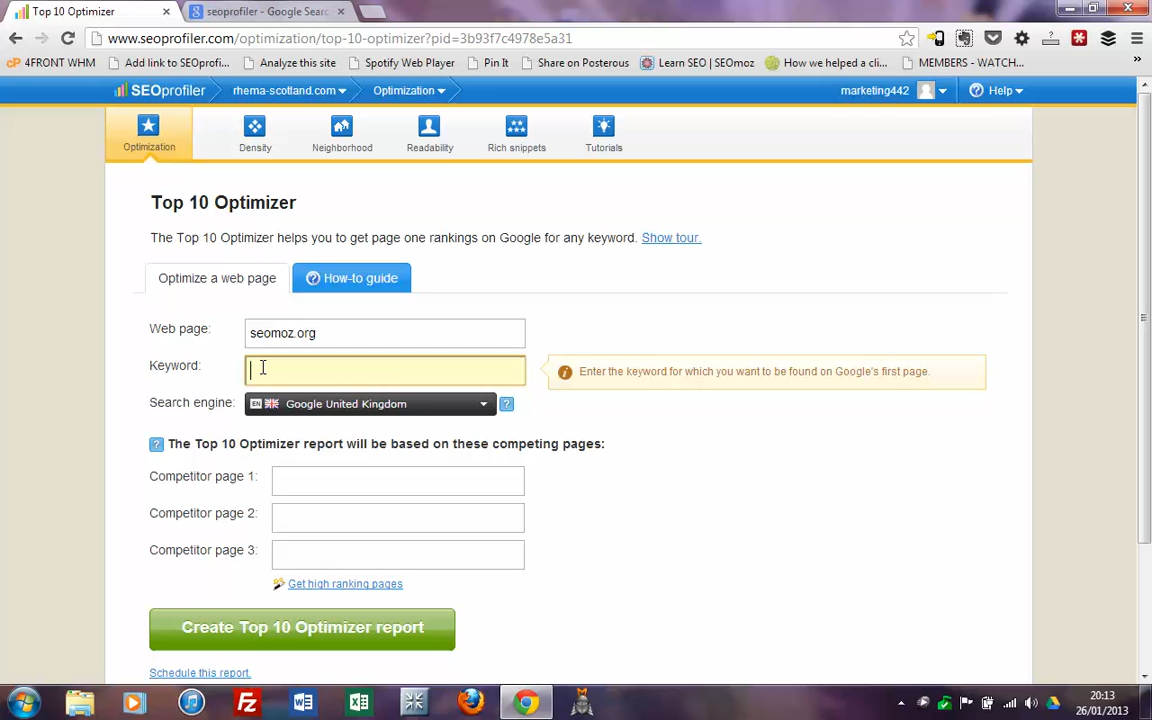 Top 10 Optimizer
seoprofiler - Google Searc
www.seoprofiler.com/optimization/top-10-optimizer?pid=3b93f7c4978e5a31
cP 4FRONT WHM
Add link to SEOprofi...
Analyze this site
Spotify Web Player
Pin It
Share on Posterous
Learn SEO | SEOmoz
How we helped a cli...
MEMBERS - WATCH...
»
SEOprofiler
rhema-scotland.com
Optimization
marketing442
Help
Optimization
Density
Neighborhood
Readability
Rich snippets
Tutorials
Top 10 Optimizer
The Top 10 Optimizer helps you to get page one rankings on Google for any keyword. Show tour.
Optimize a web page
? How-to guide
Web page:
seomoz.org
Keyword:
i Enter the keyword for which you want to be found on Google's first page.
Search engine:
EN Google United Kingdom
?
? The Top 10 Optimizer report will be based on these competing pages:
Competitor page 1:
Competitor page 2:
Competitor page 3:
Get high ranking pages
Create Top 10 Optimizer report
Schedule this report.
20:13
26/01/2013